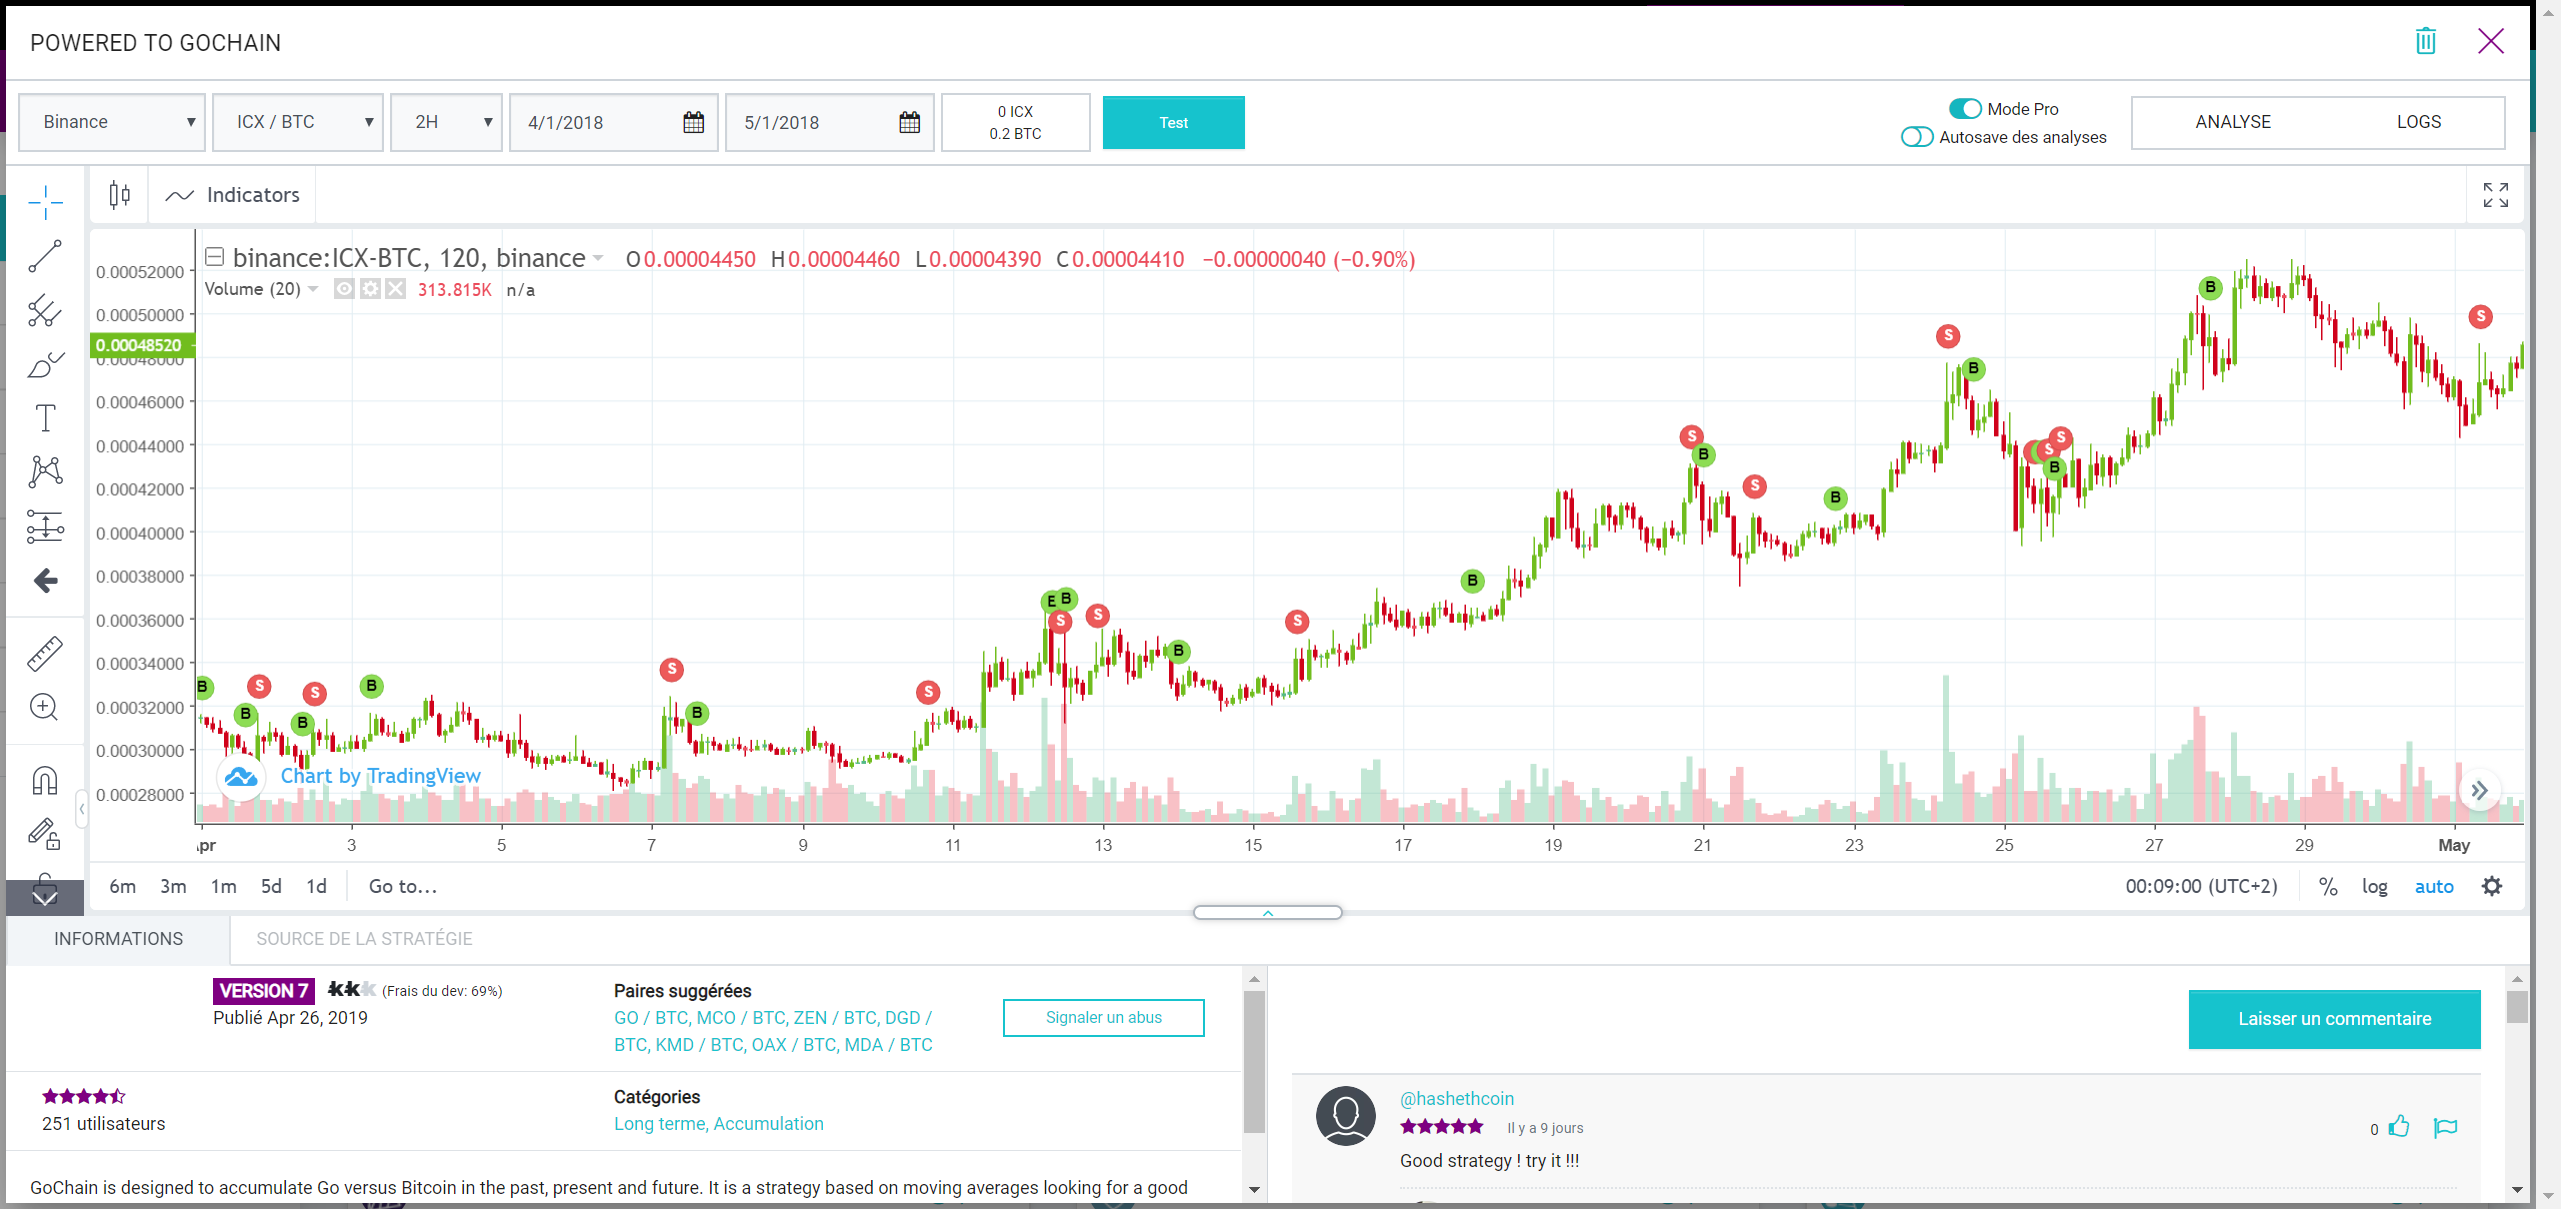 POWERED TO GOCHAIN
Binance
ICX / BTC
2H
4/1/2018
5/1/2018
0 ICX
0.2 BTC
Test
Mode Pro
Autosave des analyses
ANALYSE
LOGS
Indicators
binance:ICX-BTC, 120, binance
O0.00004450 H0.00004460 L0.00004390 C0.00004410 −0.00000040 (−0.90%)
Volume (20) 313.815K n/a
0.00052000
0.00050000
0.00048520
0.00048000
0.00046000
0.00044000
0.00042000
0.00040000
0.00038000
0.00036000
0.00034000
0.00032000
0.00030000
0.00028000
B
B
S
B
S
B
S
B
S
B
S
B
S
B
S
B
S
B
S
B
S
B
S
S
B
B
S
Chart by TradingView
3 5 7 9 11 13 15 17 19 21 23 25 27 29 May
6m 3m 1m 5d 1d Go to...
00:09:00 (UTC+2) % log auto
INFORMATIONS
SOURCE DE LA STRATÉGIE
VERSION 7 (Frais du dev: 69%)
Publié Apr 26, 2019
Paires suggérées
GO / BTC, MCO / BTC, ZEN / BTC, DGD /
BTC, KMD / BTC, OAX / BTC, MDA / BTC
Signaler un abus
251 utilisateurs
Catégories
Long terme, Accumulation
GoChain is designed to accumulate Go versus Bitcoin in the past, present and future. It is a strategy based on moving averages looking for a good
Laisser un commentaire
@hashethcoin
Il y a 9 jours
0
Good strategy ! try it !!!